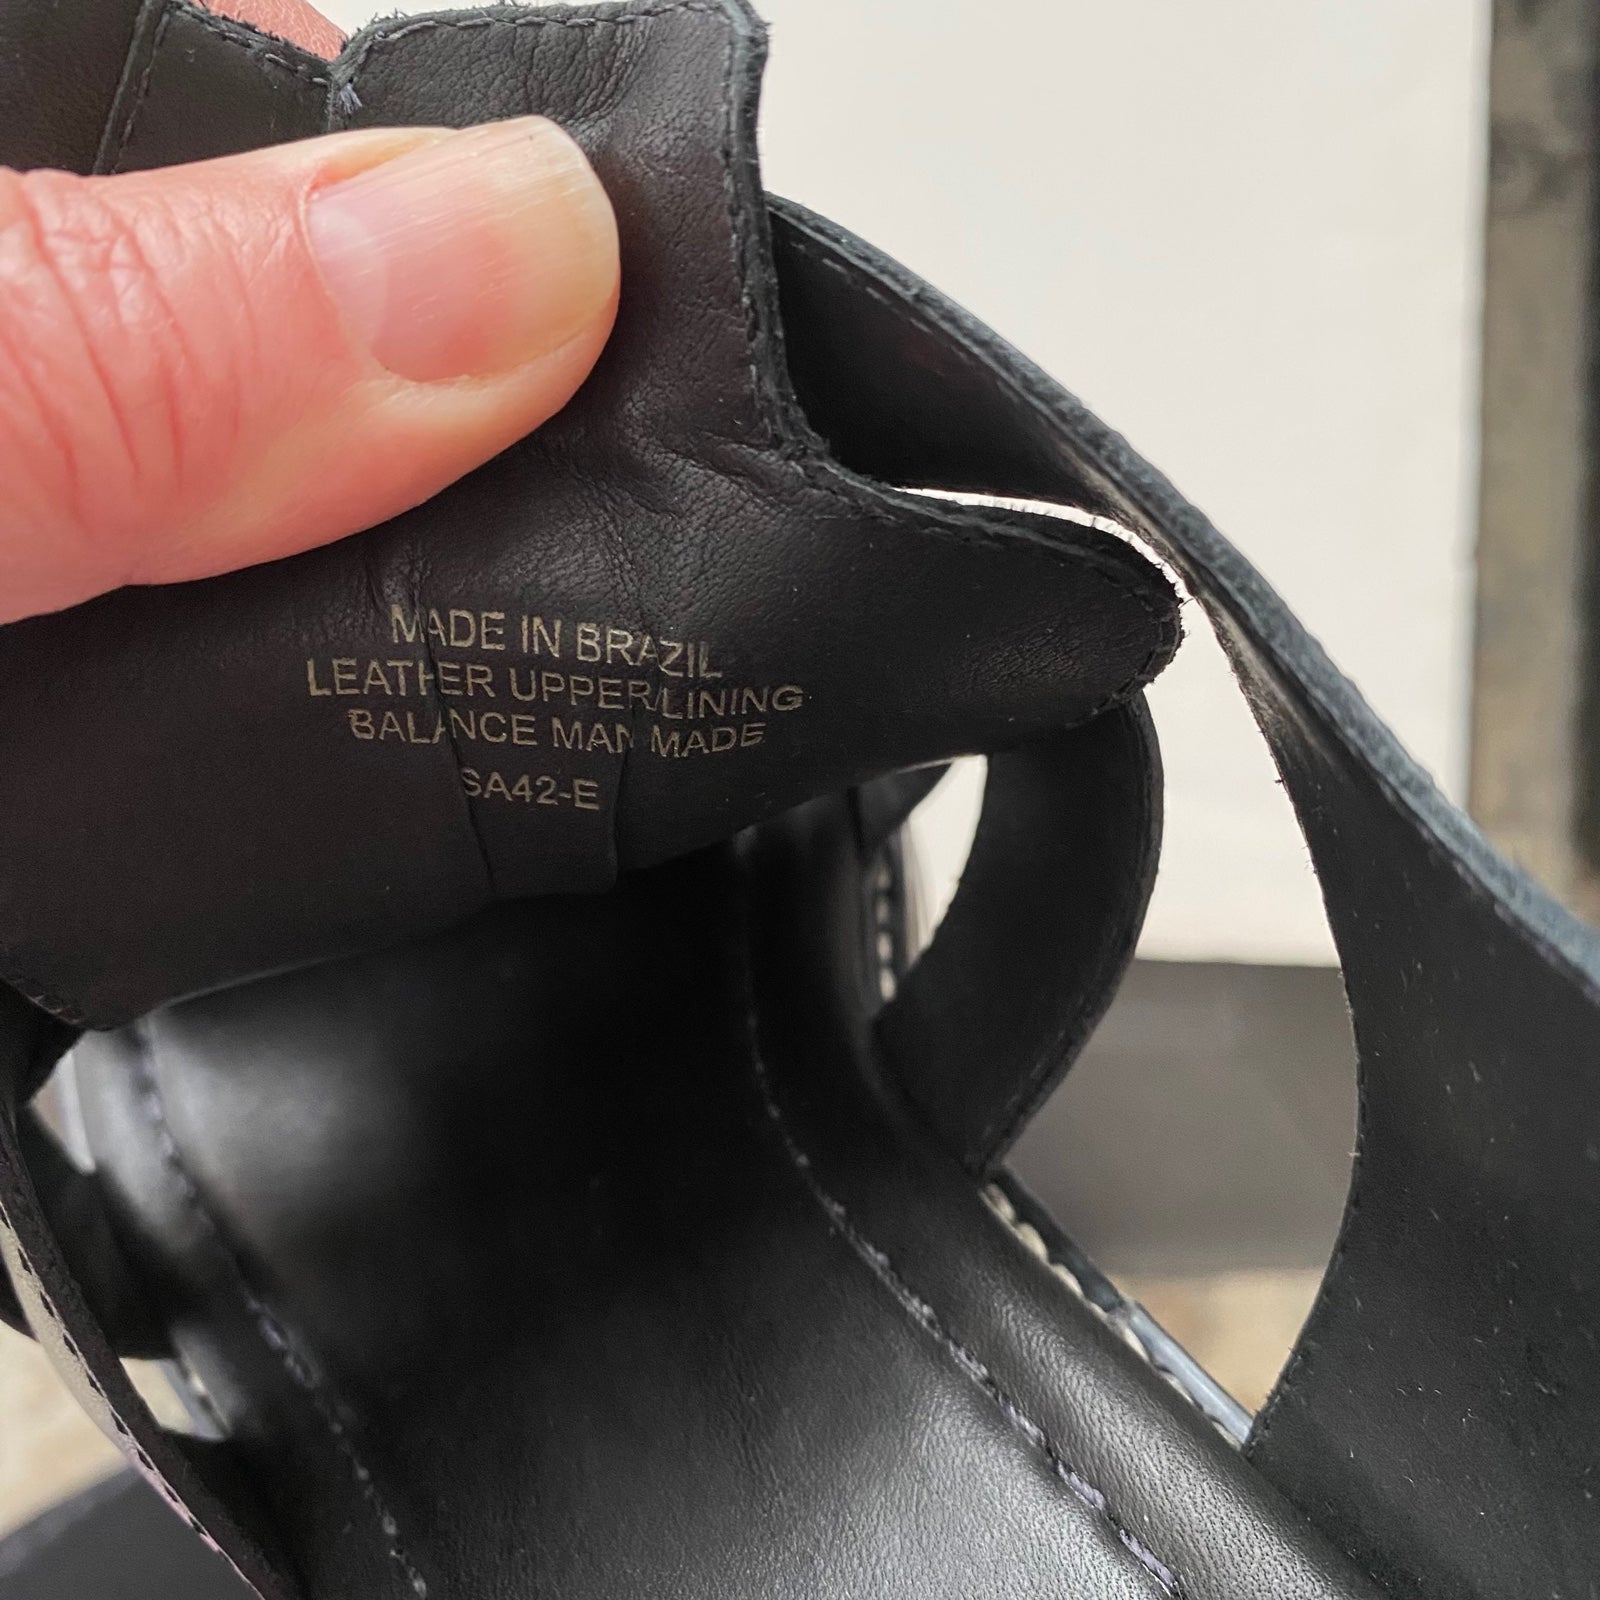 MADE IN BRAZIL
LEATHER UPPER/LINING
BALANCE MAN MADE
SA42-E